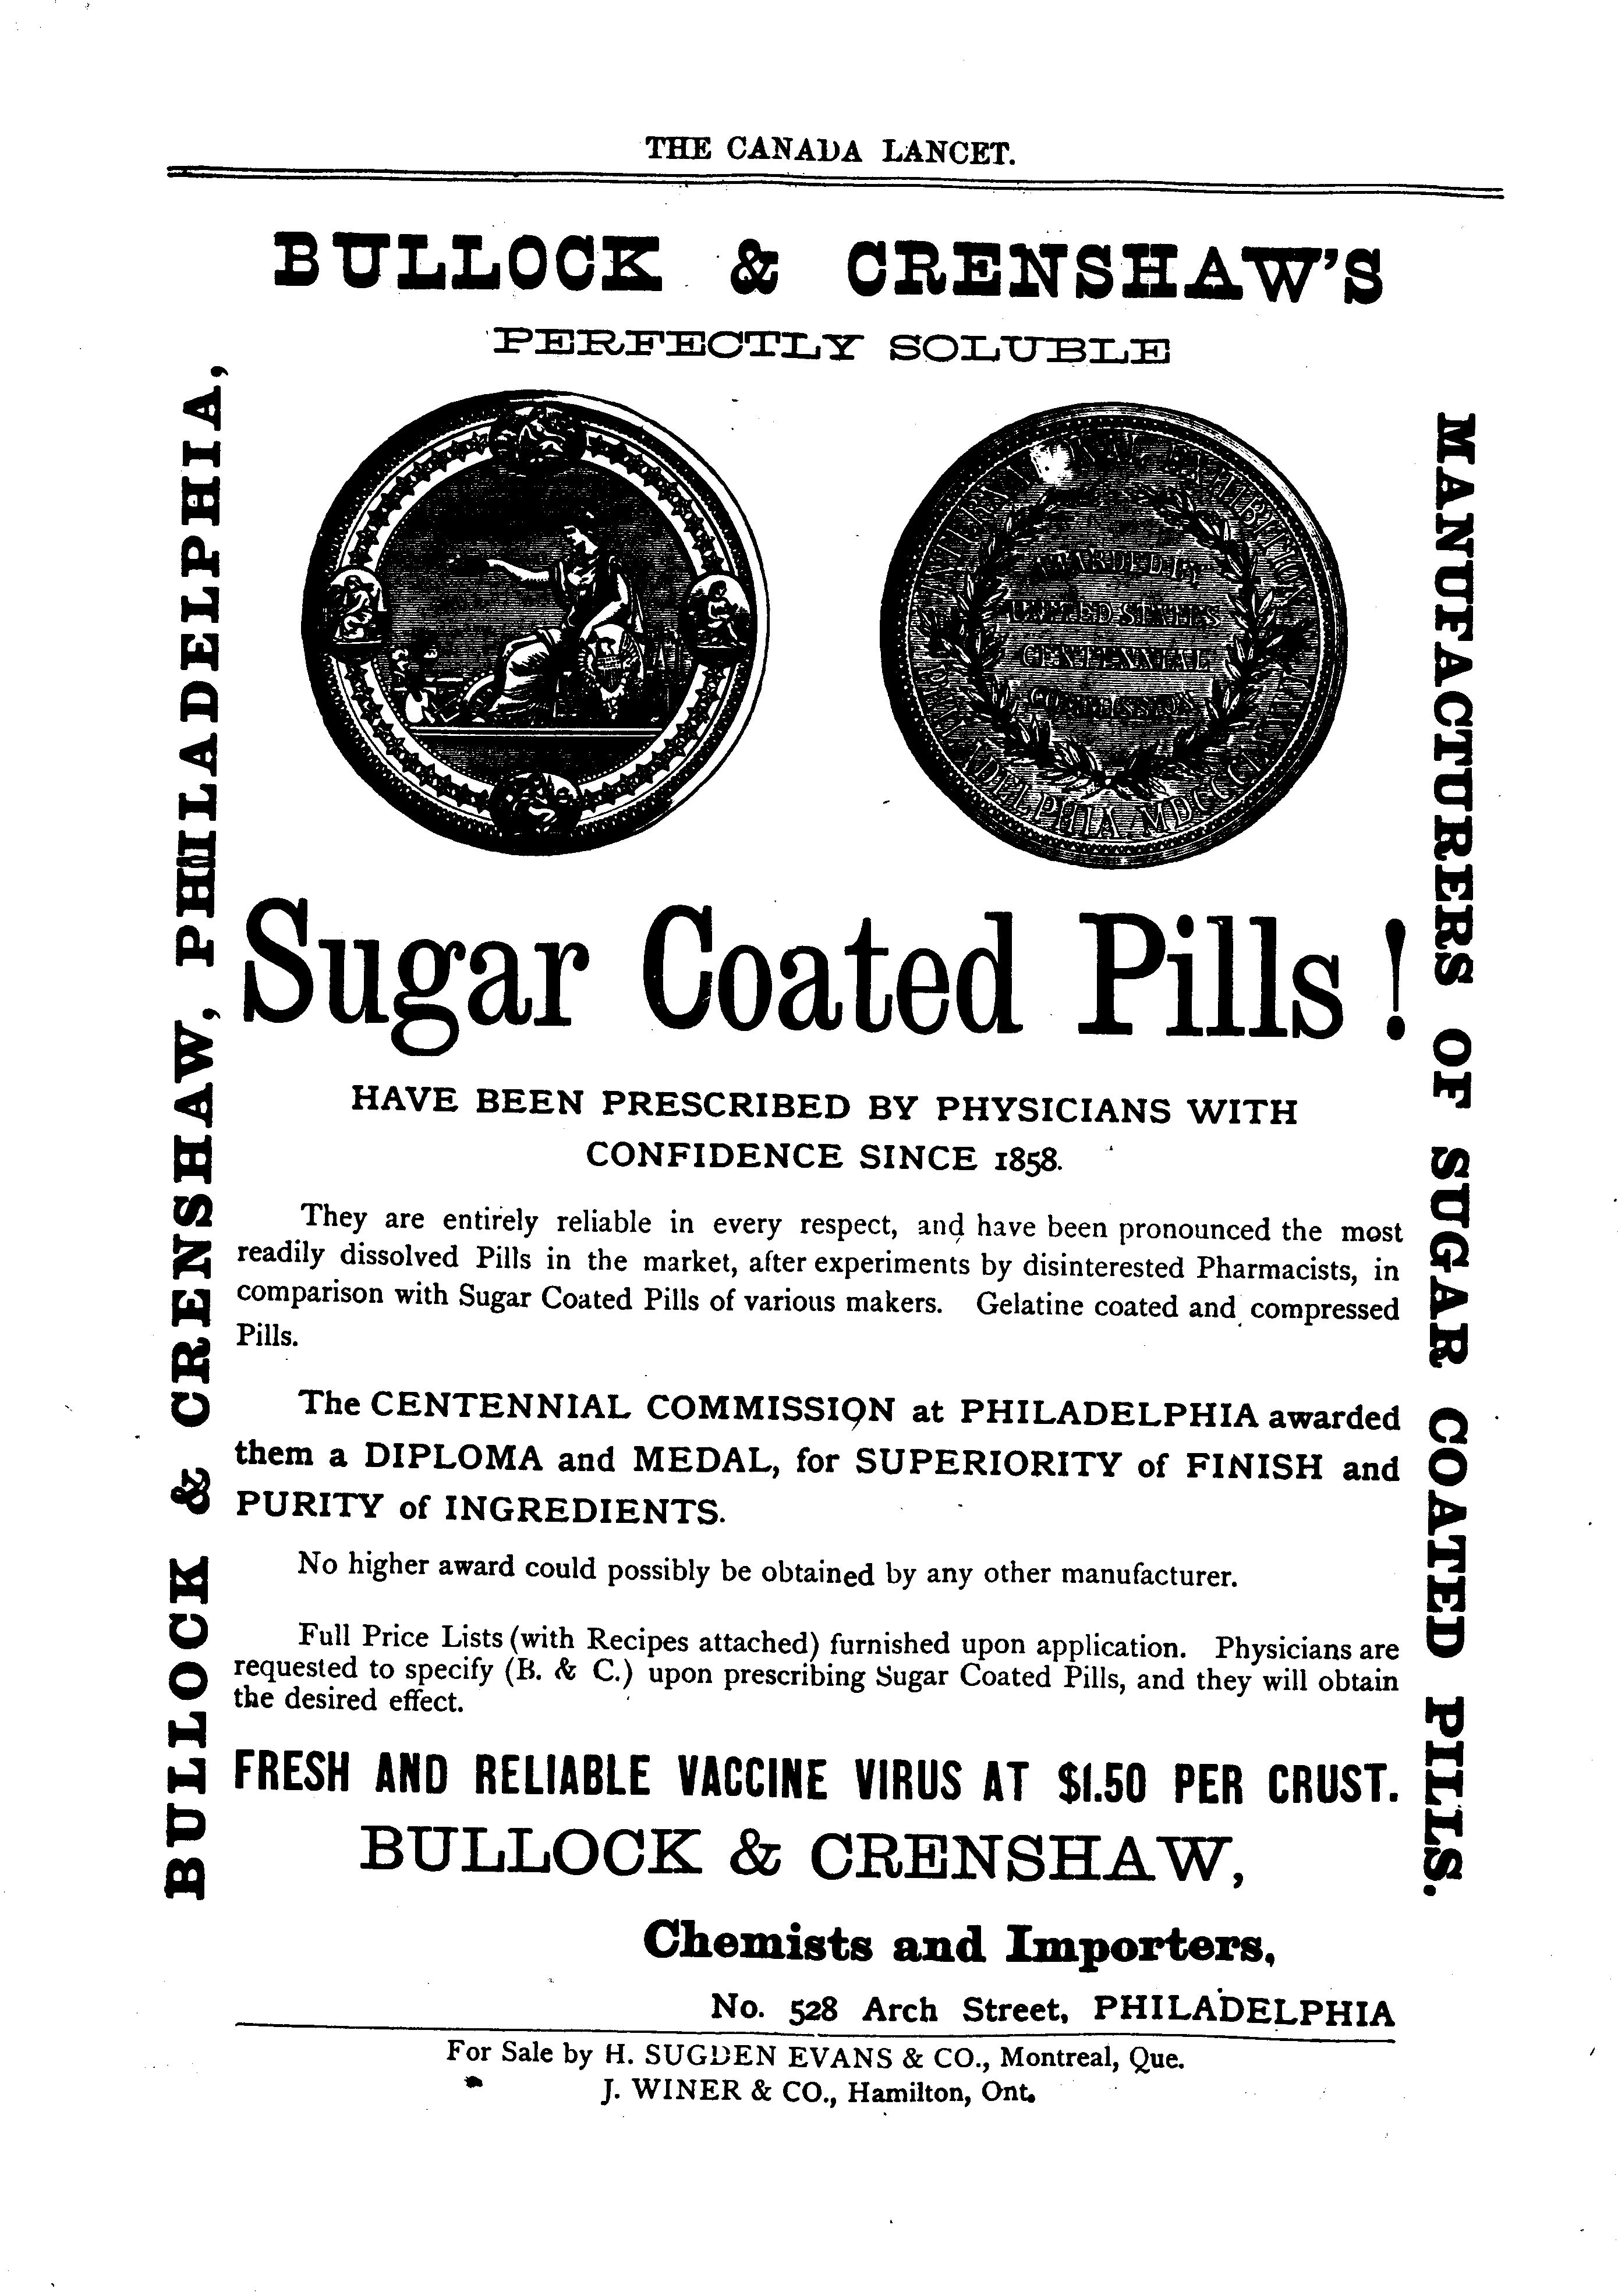 THE CANADA LANCET.
BULLOCK & CRENSHAW'S
PERFECTLY SOLUBLE
BULLOCK & CRENSHAW, PHILADELPHIA,
EXHIBITION
AWARDED BY
UNITED STATES
CENTENNIAL
COMMISSION
MANUFACTURERS OF SUGAR COATED PILLS.
Sugar Coated Pills!
HAVE BEEN PRESCRIBED BY PHYSICIANS WITH
CONFIDENCE SINCE 1858.
They are entirely reliable in every respect, and have been pronounced the most
readily dissolved Pills in the market, after experiments by disinterested Pharmacists, in
comparison with Sugar Coated Pills of various makers. Gelatine coated and compressed
Pills.
The CENTENNIAL COMMISSION at PHILADELPHIA awarded
them a DIPLOMA and MEDAL, for SUPERIORITY of FINISH and
PURITY of INGREDIENTS.
No higher award could possibly be obtained by any other manufacturer.
Full Price Lists (with Recipes attached) furnished upon application. Physicians are
requested to specify (B. & C.) upon prescribing Sugar Coated Pills, and they will obtain
the desired effect.
FRESH AND RELIABLE VACCINE VIRUS AT $1.50 PER CRUST.
BULLOCK & CRENSHAW,
Chemists and Importers,
No. 528 Arch Street, PHILADELPHIA
For Sale by H. SUGDEN EVANS & CO., Montreal, Que.
J. WINER & CO., Hamilton, Ont.